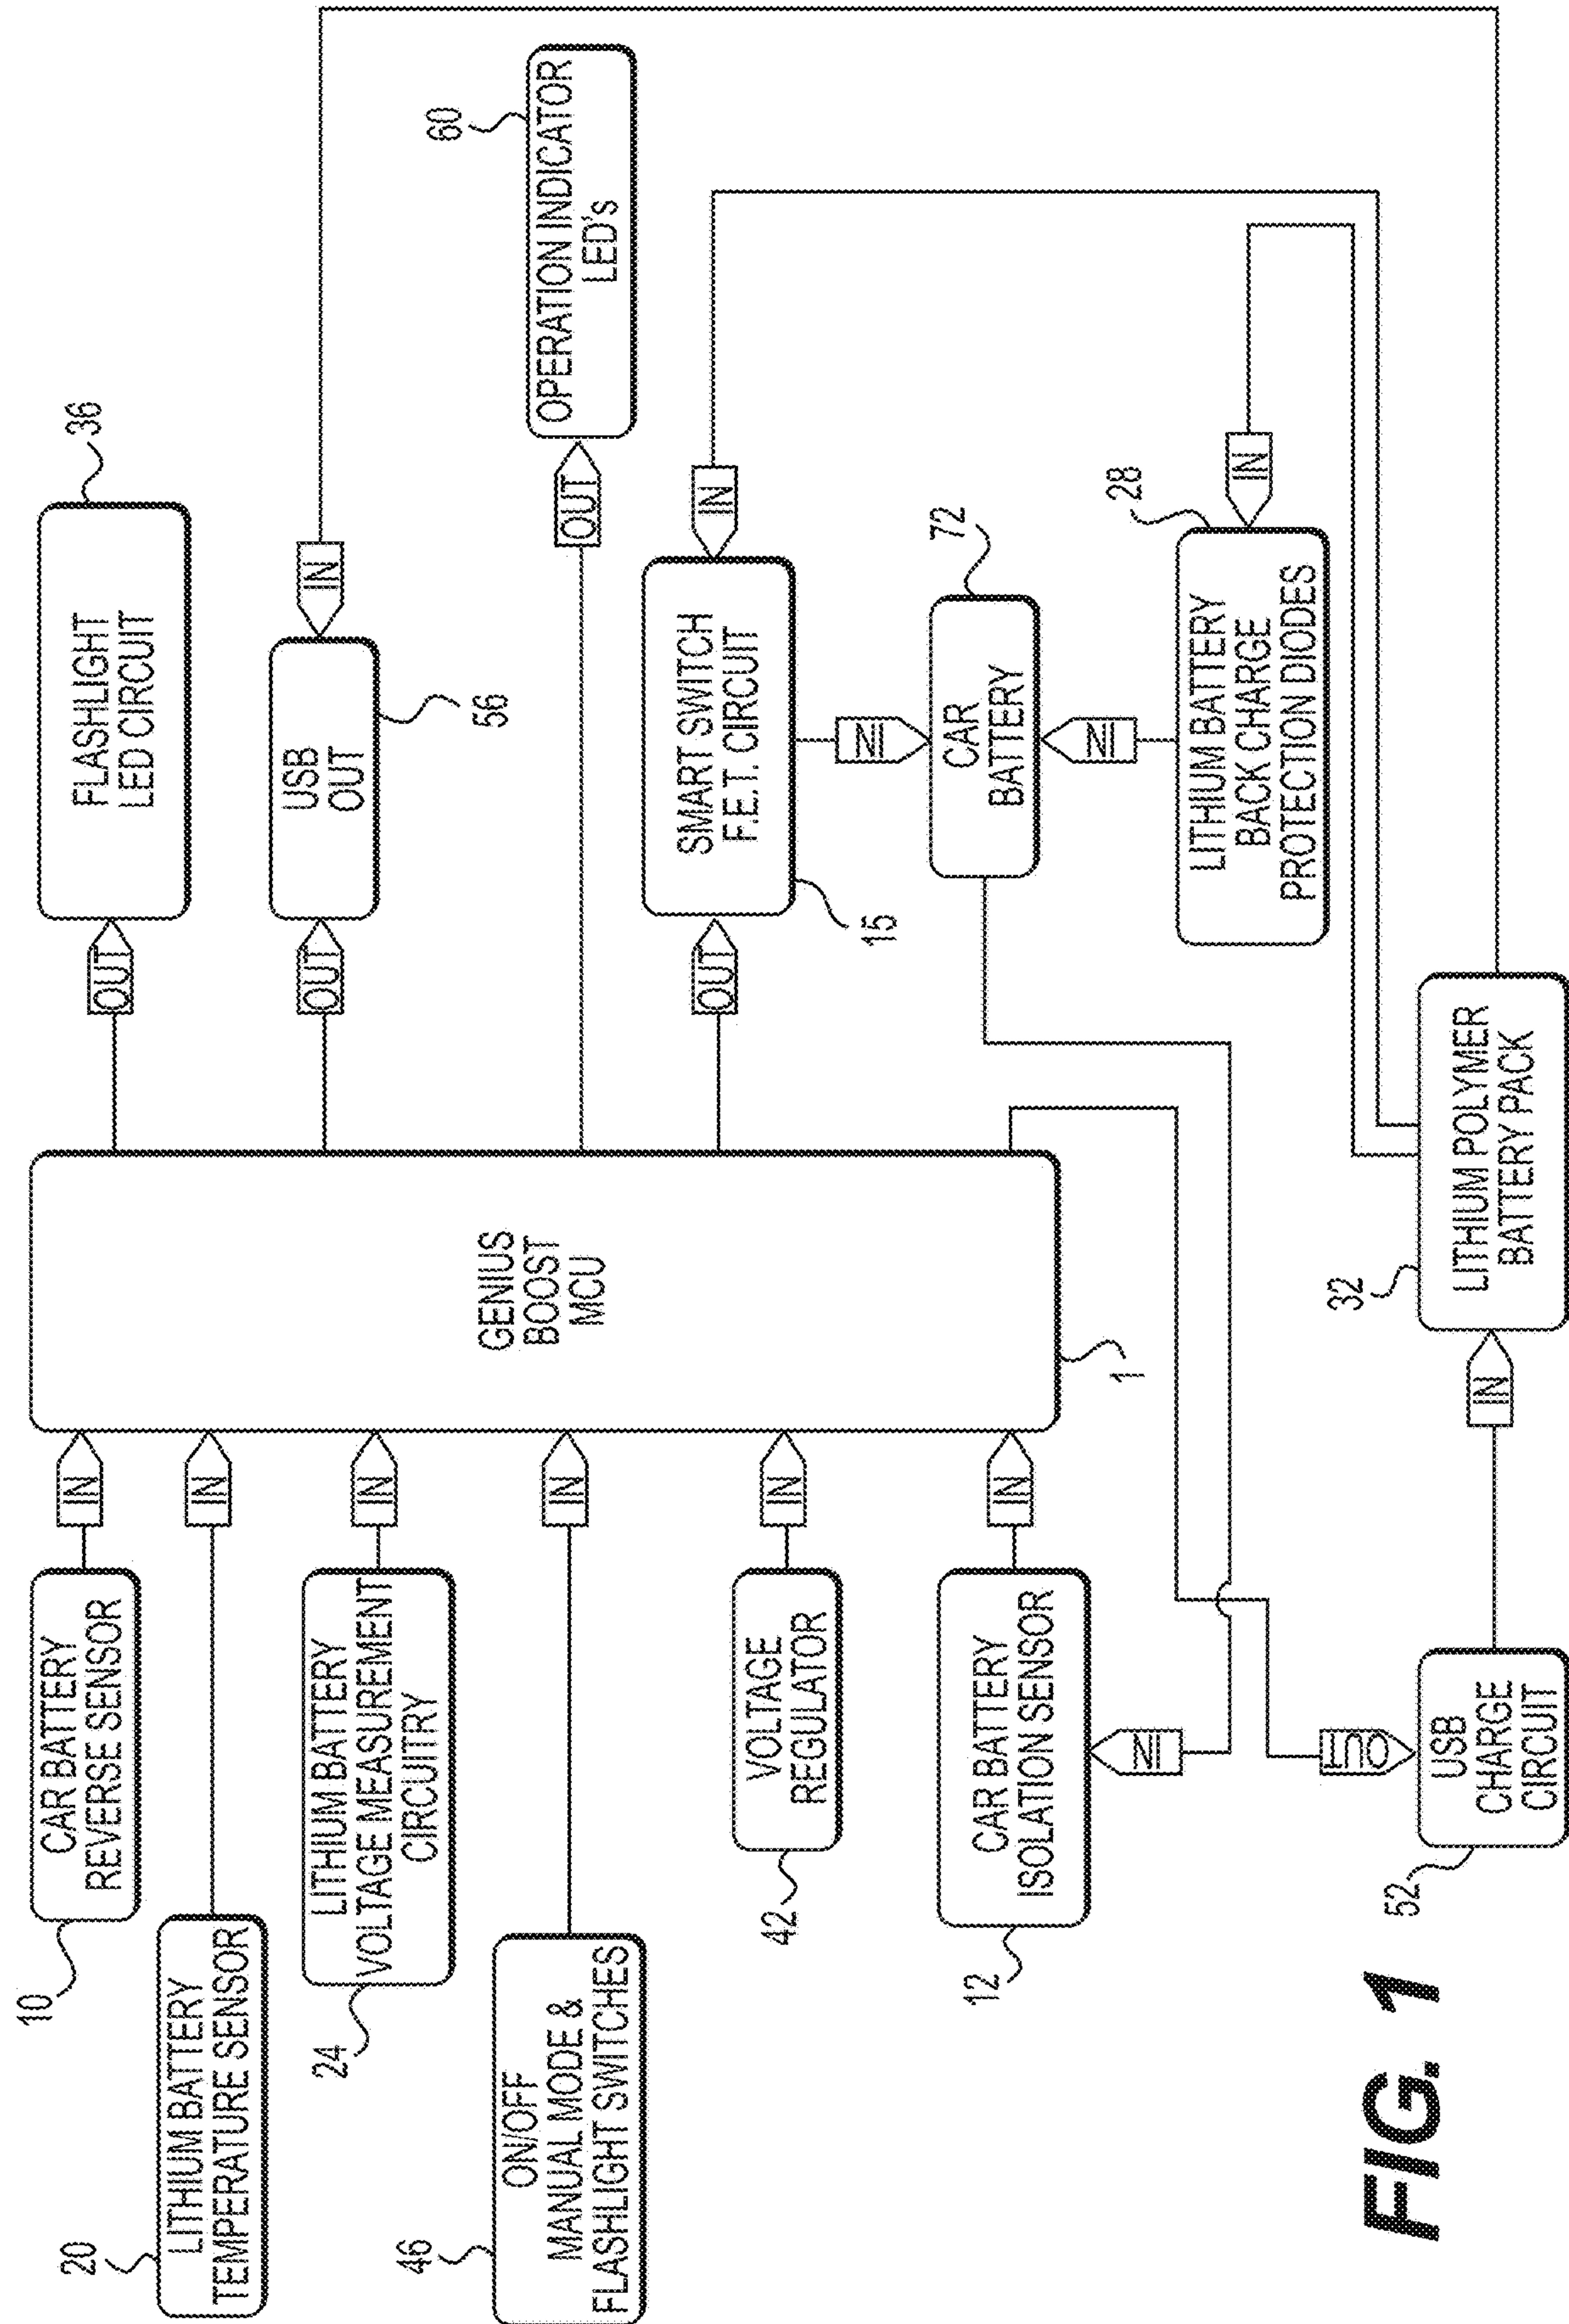 10
CAR BATTERY
REVERSE SENSOR
IN
20
LITHIUM BATTERY
TEMPERATURE SENSOR
IN
24
LITHIUM BATTERY
VOLTAGE MEASUREMENT
CIRCUITRY
IN
46
ON/OFF
MANUAL MODE &
FLASHLIGHT SWITCHES
IN
42
VOLTAGE
REGULATOR
IN
12
CAR BATTERY
ISOLATION SENSOR
IN
IN
GENIUS
BOOST
MCU
1
OUT
FLASHLIGHT
LED CIRCUIT
36
OUT
USB
OUT
56
IN
OUT
OPERATION INDICATOR
LED's
60
OUT
SMART SWITCH
F.E.T. CIRCUIT
15
IN
IN
CAR
BATTERY
72
IN
LITHIUM BATTERY
BACK CHARGE
PROTECTION DIODES
28
IN
OUT
52
USB
CHARGE
CIRCUIT
IN
32
LITHIUM POLYMER
BATTERY PACK
FIG. 1